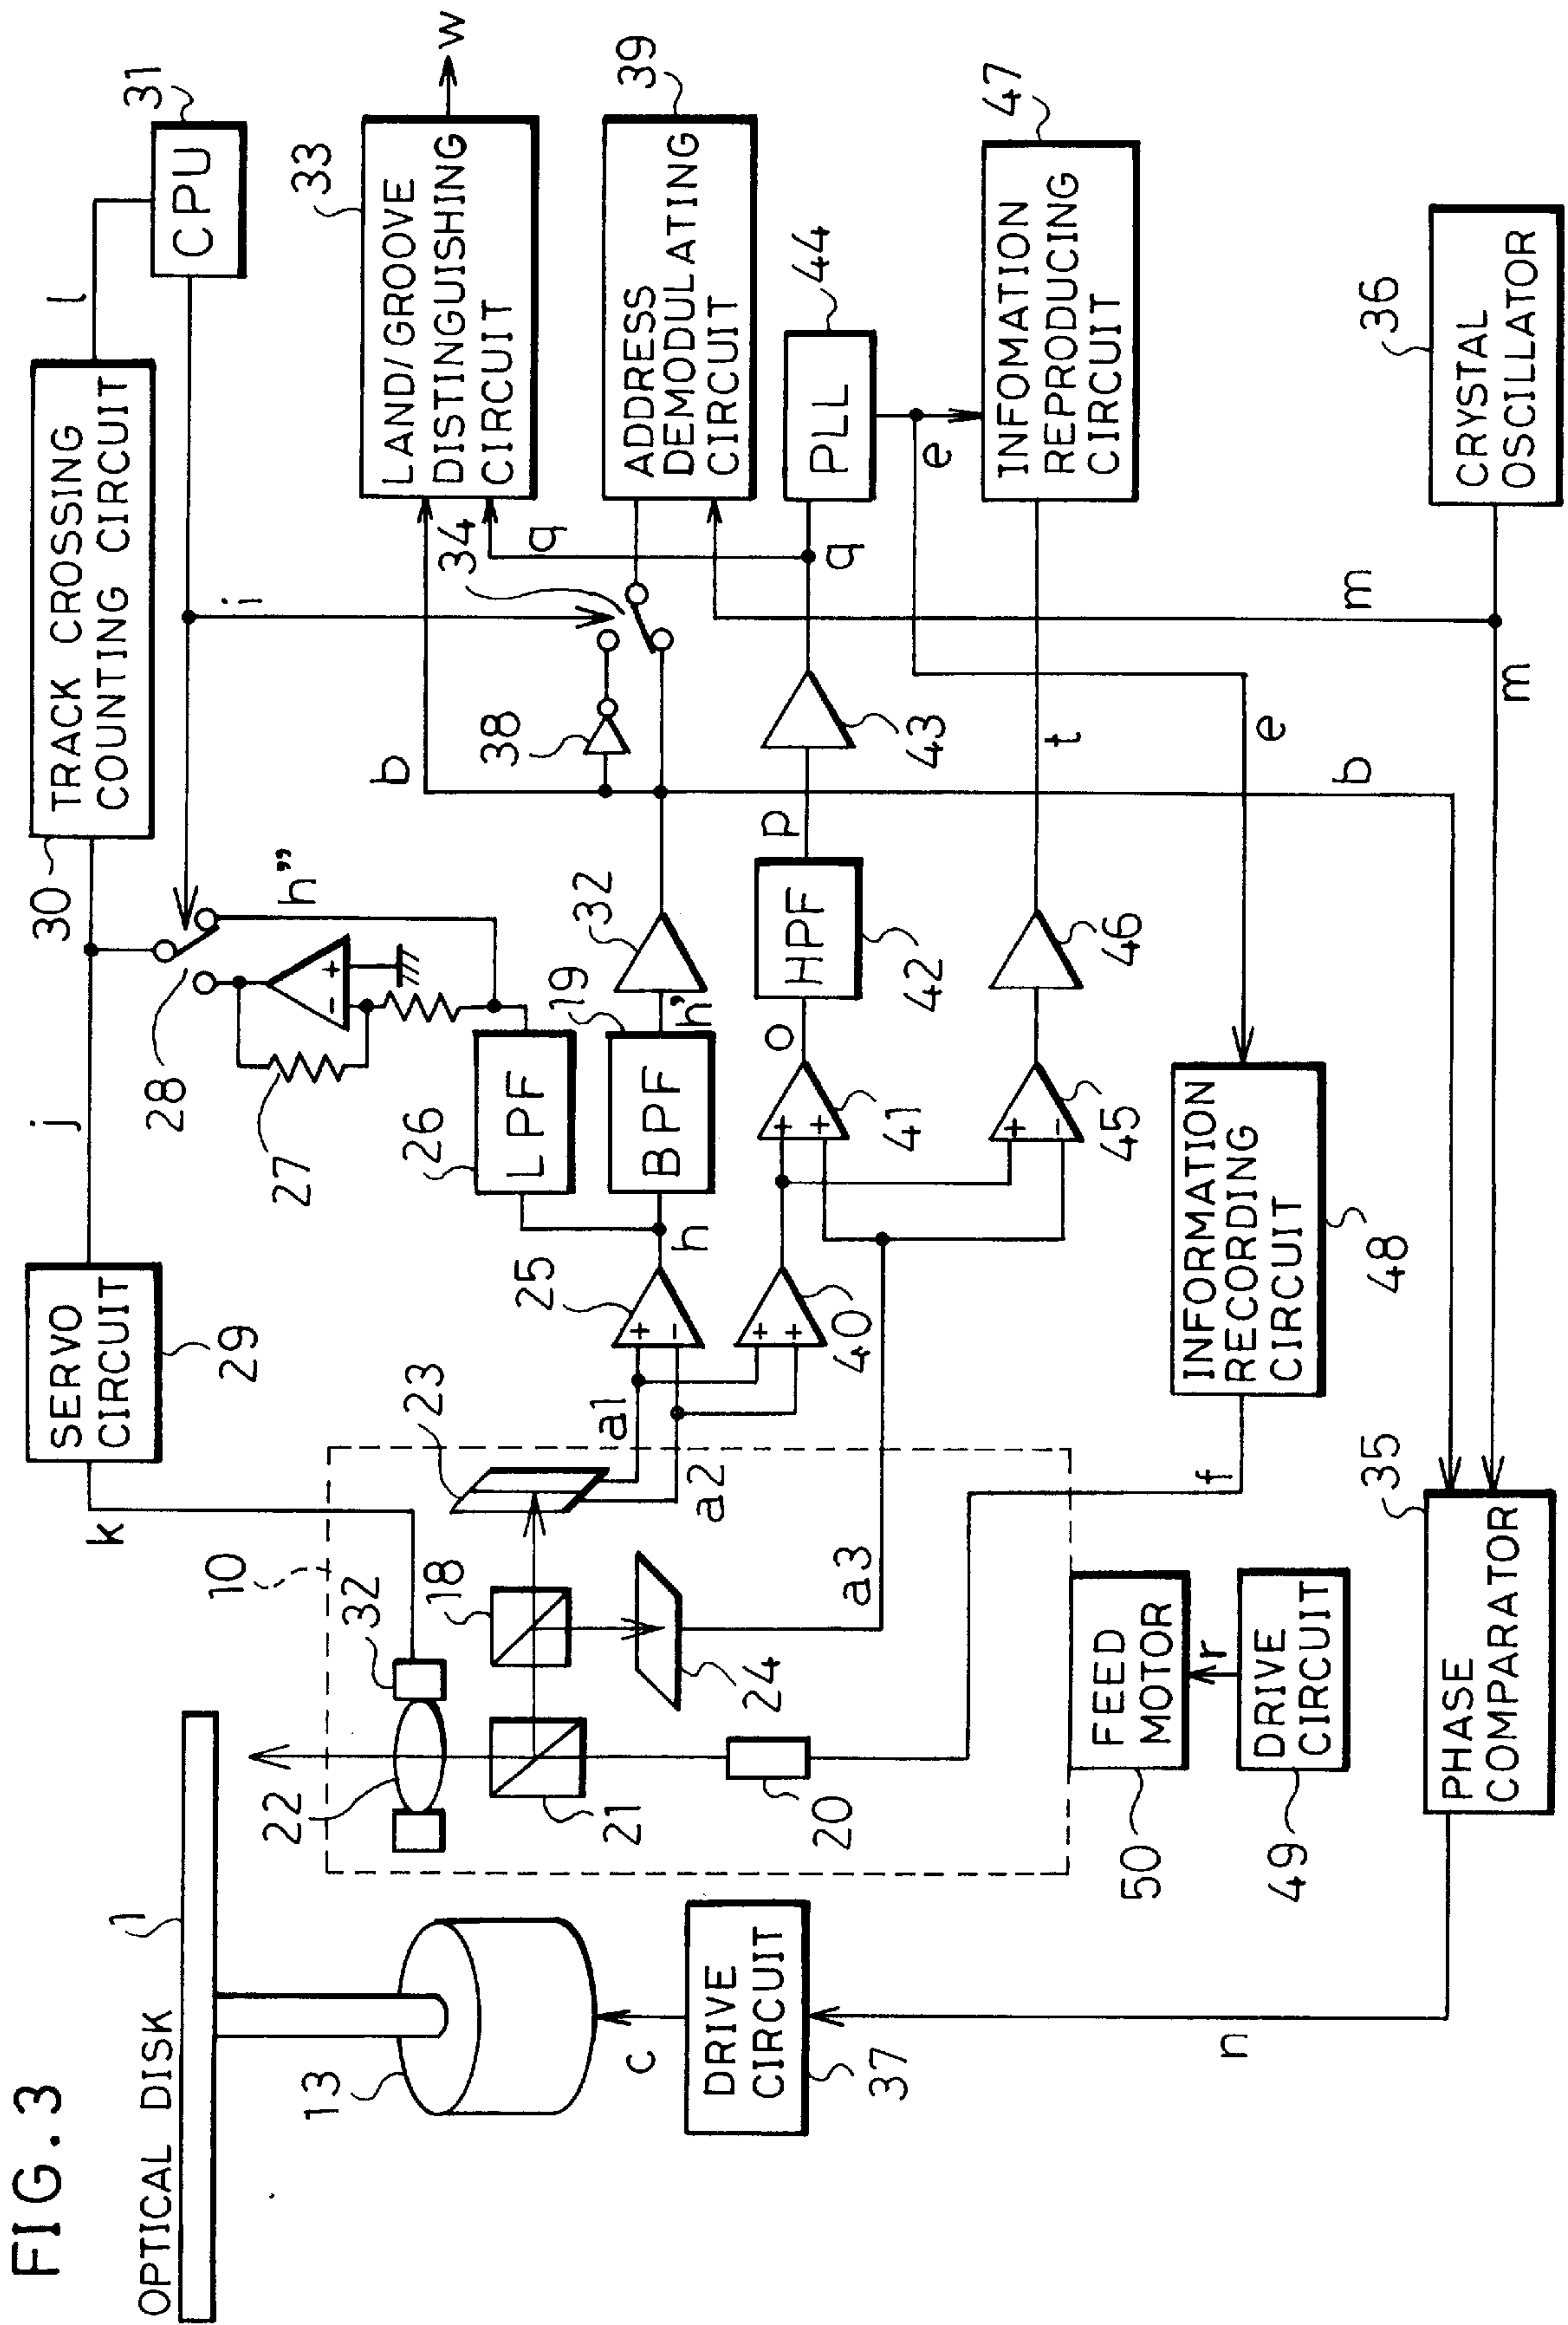 FIG. 3
OPTICAL DISK
1
13
c
DRIVE
CIRCUIT
37
n
SERVO
CIRCUIT
29
k
j
10
32
22
18
21
20
23
24
a1
a2
a3
f
FEED
MOTOR
50
r
DRIVE
CIRCUIT
49
PHASE
COMPARATOR
35
25
+
-
h
40
+
+
26
LPF
BPF
19
h'
32
27
28
-
+
h"
30
TRACK CROSSING
COUNTING CIRCUIT
l
CPU
31
i
41
+
+
o
HPF
42
p
43
45
+
-
46
t
INFORMATION
RECORDING
CIRCUIT
48
e
b
b
38
34
q
q
LAND/GROOVE
DISTINGUISHING
CIRCUIT
33
w
ADDRESS
DEMODULATING
CIRCUIT
39
PLL
44
e
INFOMATION
REPRODUCING
CIRCUIT
47
m
m
CRYSTAL
OSCILLATOR
36